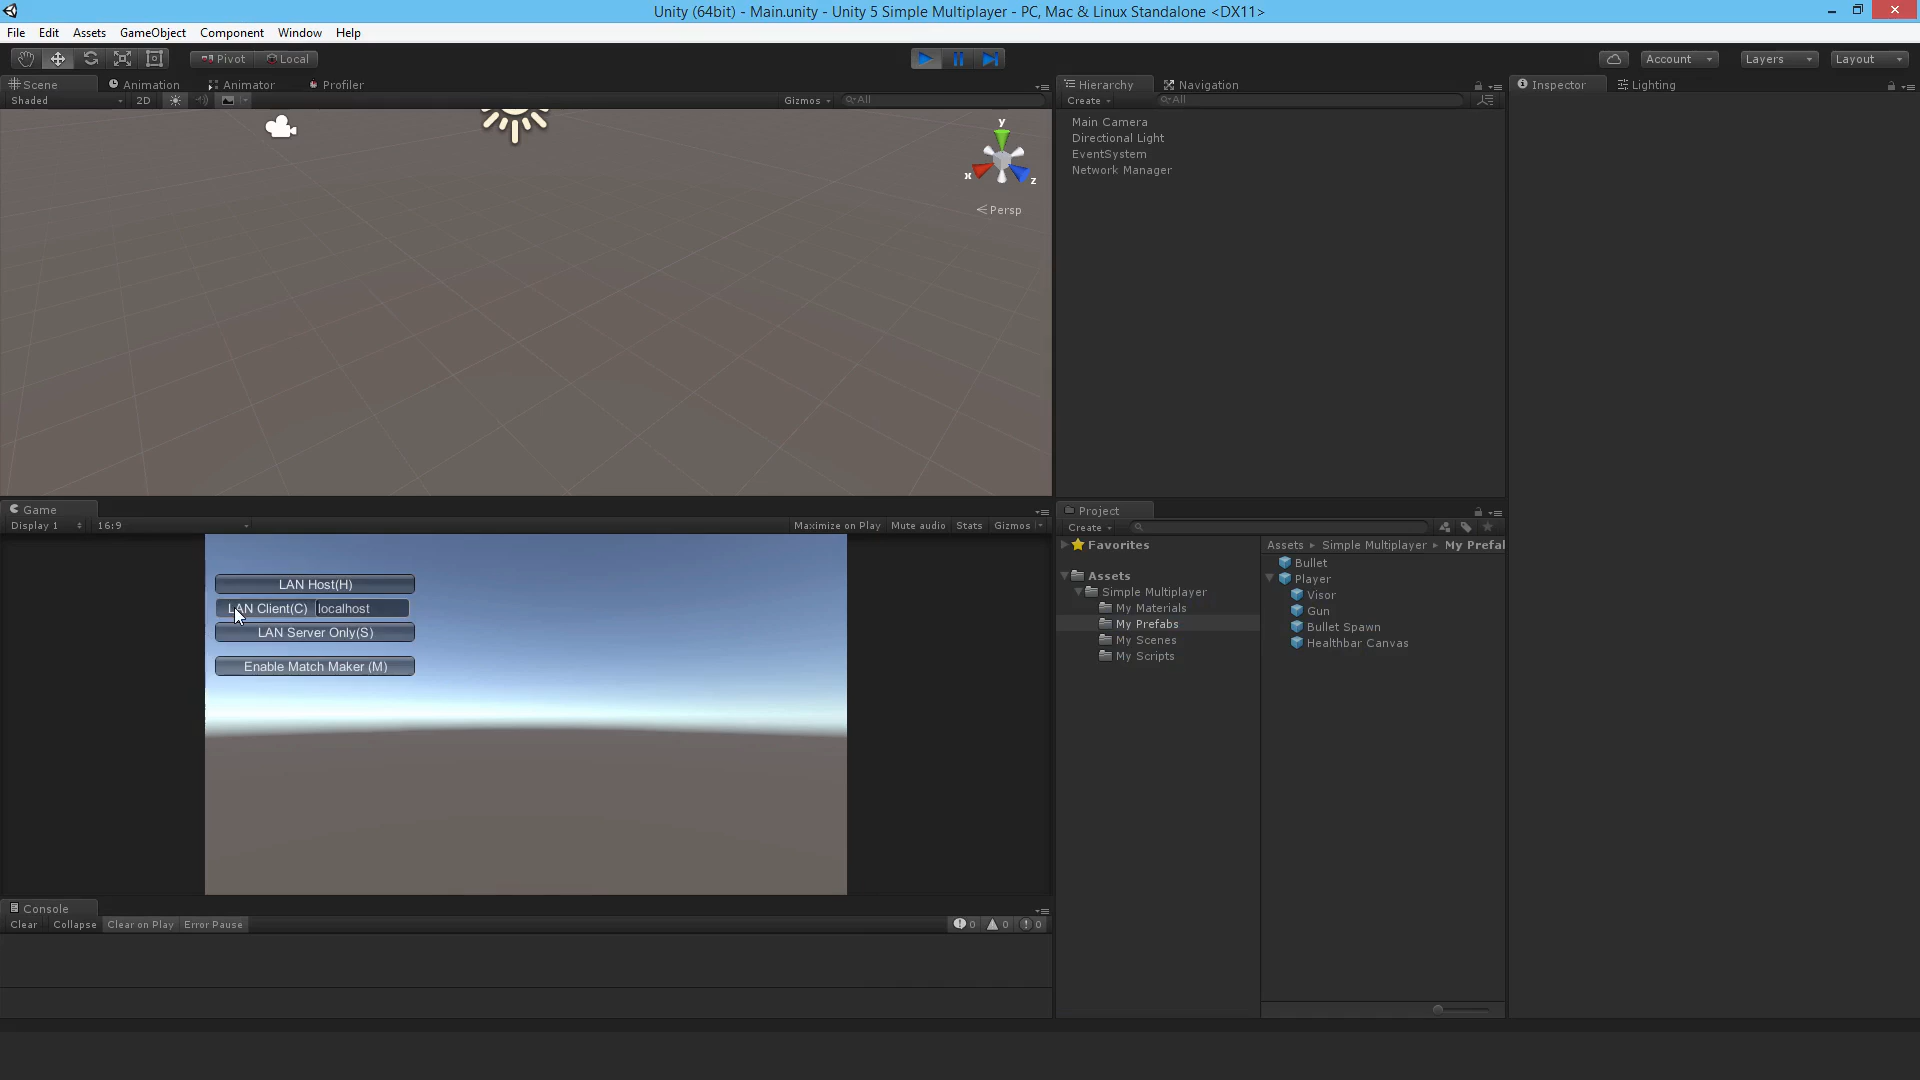 Unity (64bit) - Main.unity - Unity 5 Simple Multiplayer - PC, Mac & Linux Standalone <DX11>
File Edit Assets GameObject Component Window Help
Pivot Local Account Layers Layout
Scene Animation Animator Profiler
Shaded 2D Gizmos All
y
x
z
Persp
Hierarchy Navigation
Create All
Main Camera
Directional Light
EventSystem
Network Manager
Inspector Lighting
Game
Display 1 16:9 Maximize on Play Mute audio Stats Gizmos
LAN Host(H)
LAN Client(C) localhost
LAN Server Only(S)
Enable Match Maker (M)
Project
Create
Favorites
Assets
Simple Multiplayer
My Materials
My Prefabs
My Scenes
My Scripts
Assets Simple Multiplayer My Prefal
Bullet
Player
Visor
Gun
Bullet Spawn
Healthbar Canvas
Console
Clear Collapse Clear on Play Error Pause 0 0 0